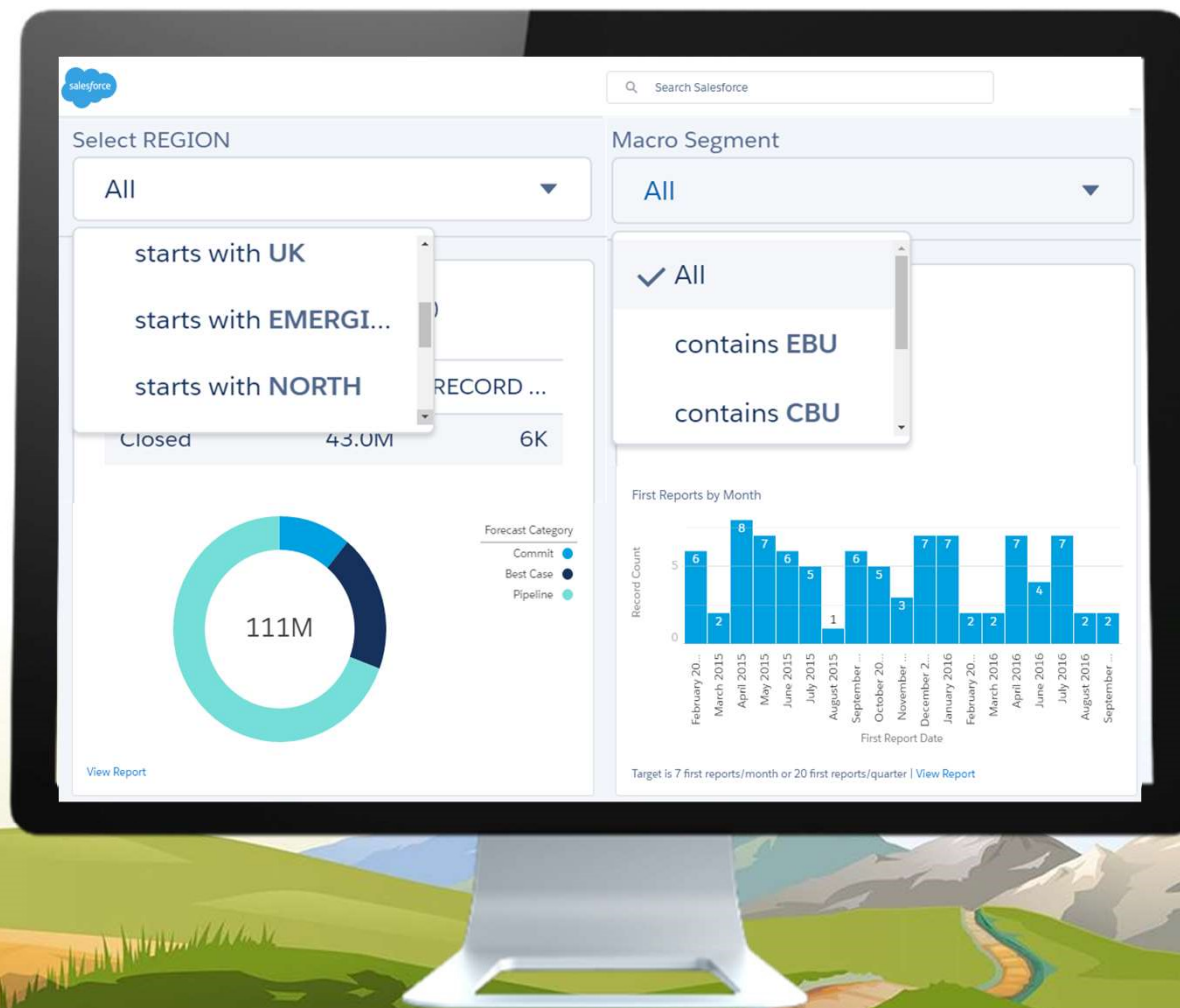 salesforce
Search Salesforce
Select REGION
All
starts with UK
starts with EMERGI...
starts with NORTH
)
RECORD ...
Closed 43.0M 6K
111M
Forecast Category
Commit
Best Case
Pipeline
View Report
Macro Segment
All
All
contains EBU
contains CBU
First Reports by Month
Record Count
5
0
6
2
8
7
6
5
1
6
5
3
7
7
2
2
7
4
7
2
2
February 20...
March 2015
April 2015
May 2015
June 2015
July 2015
August 2015
September ...
October 20...
November ...
December 2...
January 2016
February 20...
March 2016
April 2016
June 2016
July 2016
August 2016
September ...
First Report Date
Target is 7 first reports/month or 20 first reports/quarter | View Report